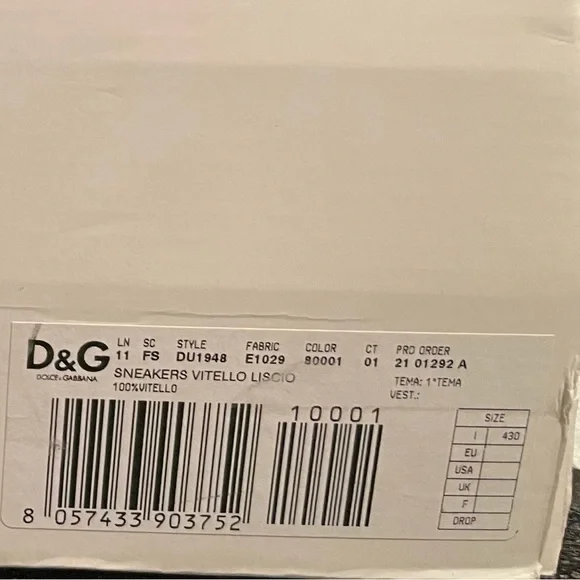 D&G
DOLCE & GABBANA
LN SC STYLE FABRIC COLOR CT PRD ORDER
11 FS DU1948 E1029 80001 01 21 01292 A
SNEAKERS VITELLO LISCIO
100%VITELLO
TEMA: 1*TEMA
VEST.:
10001
8 057433 903752
SIZE
I 430
EU
USA
UK
F
DROP